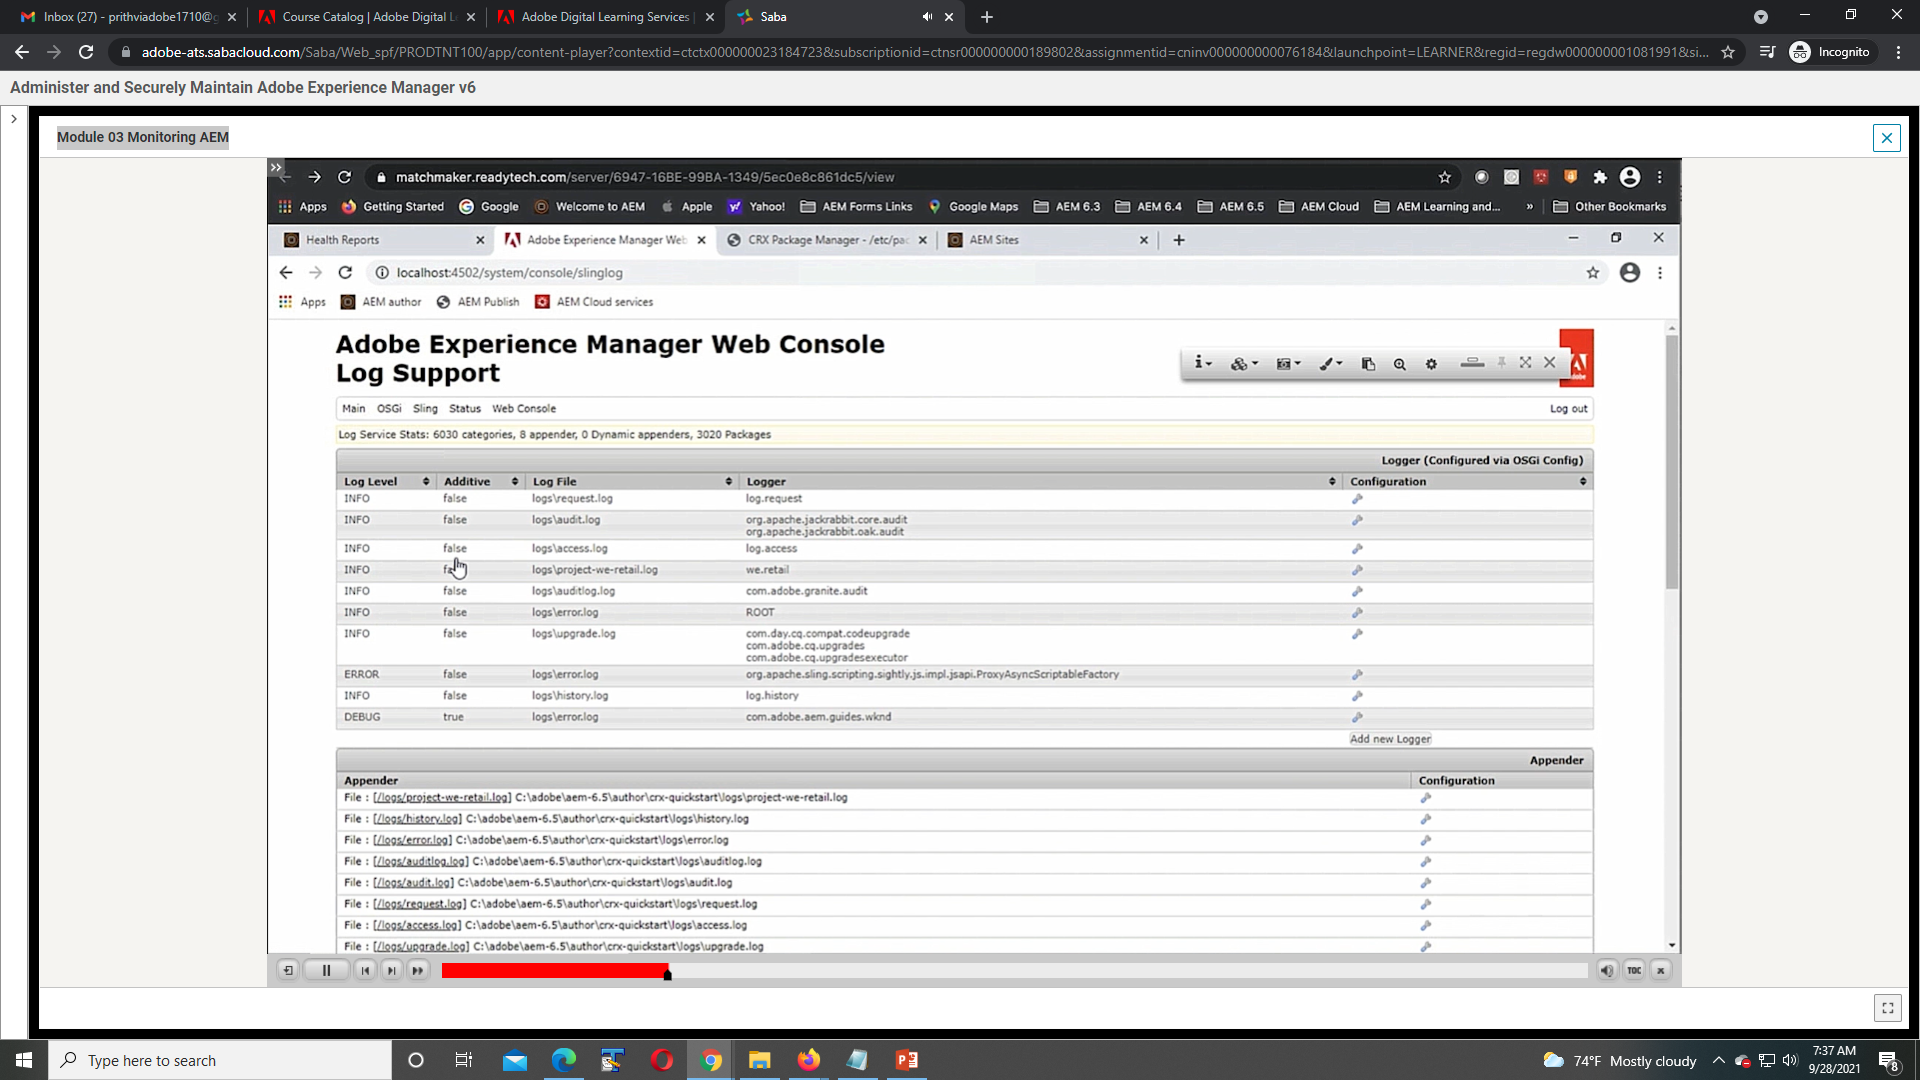 Inbox (27) - prithviadobe1710@g
Course Catalog | Adobe Digital L
Adobe Digital Learning Services |
Saba
adobe-ats.sabacloud.com/Saba/Web_spf/PRODTNT100/app/content-player?contextid=ctctx000000023184723&subscriptionid=ctnsr0000000000189802&assignmentid=cninv000000000076184&launchpoint=LEARNER&regid=regdw000000001081991&si...
Incognito
Administer and Securely Maintain Adobe Experience Manager v6
Module 03 Monitoring AEM
matchmaker.readytech.com/server/6947-16BE-99BA-1349/5ec0e8c861dc5/view
Apps Getting Started Google Welcome to AEM Apple Yahoo! AEM Forms Links Google Maps AEM 6.3 AEM 6.4 AEM 6.5 AEM Cloud AEM Learning and... » Other Bookmarks
Health Reports
Adobe Experience Manager Web
CRX Package Manager - /etc/pac
AEM Sites
localhost:4502/system/console/slinglog
Apps AEM author AEM Publish AEM Cloud services
Adobe Experience Manager Web Console
Log Support
Main OSGi Sling Status Web Console Log out
Log Service Stats: 6030 categories, 8 appender, 0 Dynamic appenders, 3020 Packages
Logger (Configured via OSGi Config)
Log Level Additive Log File Logger Configuration
INFO false logs\request.log log.request
INFO false logs\audit.log org.apache.jackrabbit.core.audit
org.apache.jackrabbit.oak.audit
INFO false logs\access.log log.access
INFO logs\project-we-retail.log we.retail
INFO false logs\auditlog.log com.adobe.granite.audit
INFO false logs\error.log ROOT
INFO false logs\upgrade.log com.day.cq.compat.codeupgrade
com.adobe.cq.upgrades
com.adobe.cq.upgradesexecutor
ERROR false logs\error.log org.apache.sling.scripting.sightly.js.impl.jsapi.ProxyAsyncScriptableFactory
INFO false logs\history.log log.history
DEBUG true logs\error.log com.adobe.aem.guides.wknd
Add new Logger
Appender
Appender Configuration
File : [/logs/project-we-retail.log] C:\adobe\aem-6.5\author\crx-quickstart\logs\project-we-retail.log
File : [/logs/history.log] C:\adobe\aem-6.5\author\crx-quickstart\logs\history.log
File : [/logs/error.log] C:\adobe\aem-6.5\author\crx-quickstart\logs\error.log
File : [/logs/auditlog.log] C:\adobe\aem-6.5\author\crx-quickstart\logs\auditlog.log
File : [/logs/audit.log] C:\adobe\aem-6.5\author\crx-quickstart\logs\audit.log
File : [/logs/request.log] C:\adobe\aem-6.5\author\crx-quickstart\logs\request.log
File : [/logs/access.log] C:\adobe\aem-6.5\author\crx-quickstart\logs\access.log
File : [/logs/upgrade.log] C:\adobe\aem-6.5\author\crx-quickstart\logs\upgrade.log
TOC
Type here to search
74°F Mostly cloudy
7:37 AM
9/28/2021
8